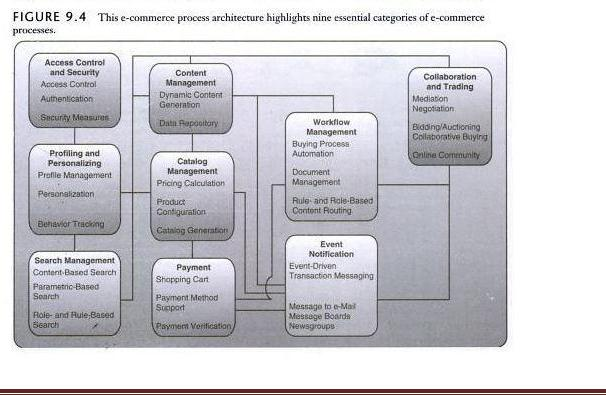 FIGURE 9.4 This e-commerce process architecture highlights nine essential categories of e-commerce
processes.
Access Control
and Security
Access Control
Authentication
Security Measures
Profiling and
Personalizing
Profile Management
Personalization
Behavior Tracking
Search Management
Content-Based Search
Parametric-Based
Search
Role- and Rule-Based
Search
Content
Management
Dynamic Content
Generation
Data Repository
Catalog
Management
Pricing Calculation
Product
Configuration
Catalog Generation
Payment
Shopping Cart
Payment Method
Support
Payment Verification
Workflow
Management
Buying Process
Automation
Document
Management
Rule- and Role-Based
Content Routing
Event
Notification
Event-Driven
Transaction Messaging
Message to e-Mail
Message Boards
Newsgroups
Collaboration
and Trading
Mediation
Negotiation
Bidding/Auctioning
Collaborative Buying
Online Community